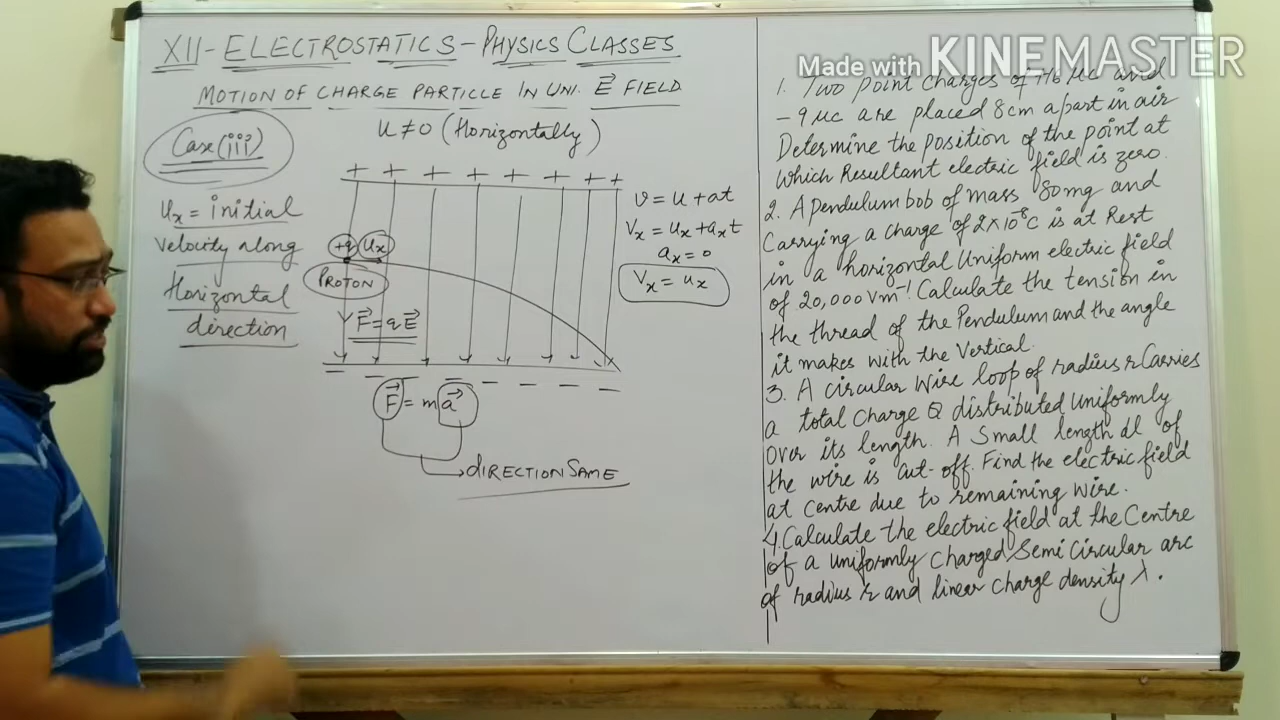 XII-ELECTROSTATICS-PHYSICS CLASSES
MOTION OF CHARGE PARTICLE IN UNI. E⃗ FIELD
Case (iii)
U ≠ 0 (Horizontally)
+ + + + + + + +
Ux = initial
Velocity along
Horizontal
direction
+q Ux
PROTON
F⃗ = qE⃗
− − − − − − − −
F⃗ = m a⃗
DIRECTION SAME
v = u + at
Vx = ux + axt
ax = 0
Vx = ux
Made with KINEMASTER
1. Two point charges of +16 μc and
- 9 μc are placed 8cm apart in air
Determine the position of the point at
which Resultant electric field is zero.
2. A pendulum bob of mass 80mg and
Carrying a charge of 2×10⁻⁸C is at Rest
in a horizontal Uniform electric field
of 20,000 Vm⁻¹. Calculate the tension in
the thread of the Pendulum and the angle
it makes with the Vertical.
3. A circular wire loop of radius r Carries
a total charge Q distributed Uniformly
over its length. A Small length dl of
the wire is cut-off. Find the electric field
at centre due to remaining wire.
4. Calculate the electric field at the Centre
of a uniformly charged Semi Circular arc
of radius r and linear charge density λ.